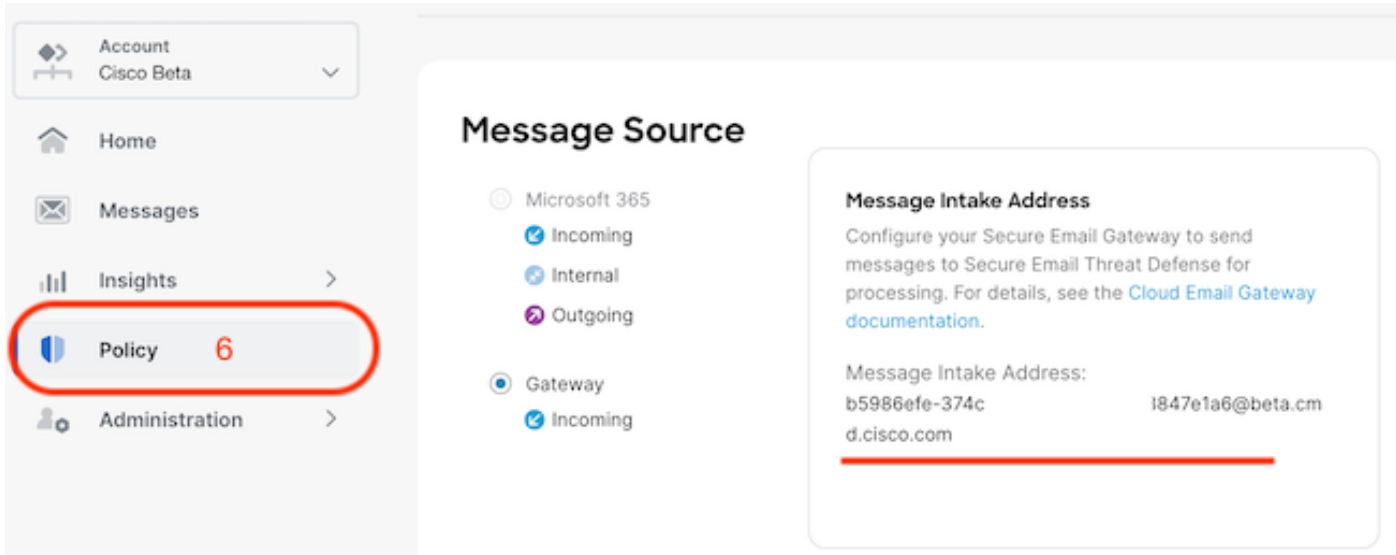 Account
Cisco Beta
Home
Messages
Insights
Policy 6
Administration
Message Source
Microsoft 365
Incoming
Internal
Outgoing
Gateway
Incoming
Message Intake Address
Configure your Secure Email Gateway to send
messages to Secure Email Threat Defense for
processing. For details, see the Cloud Email Gateway
documentation.
Message Intake Address:
b5986efe-374c 847e1a6@beta.cm
d.cisco.com